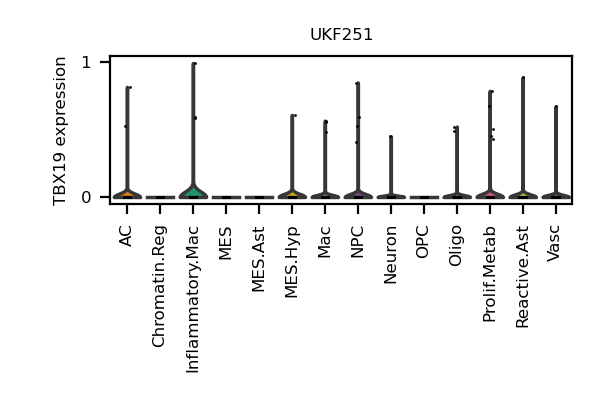 UKF251
TBX19 expression
1
0
AC
Chromatin.Reg
Inflammatory.Mac
MES
MES.Ast
MES.Hyp
Mac
NPC
Neuron
OPC
Oligo
Prolif.Metab
Reactive.Ast
Vasc